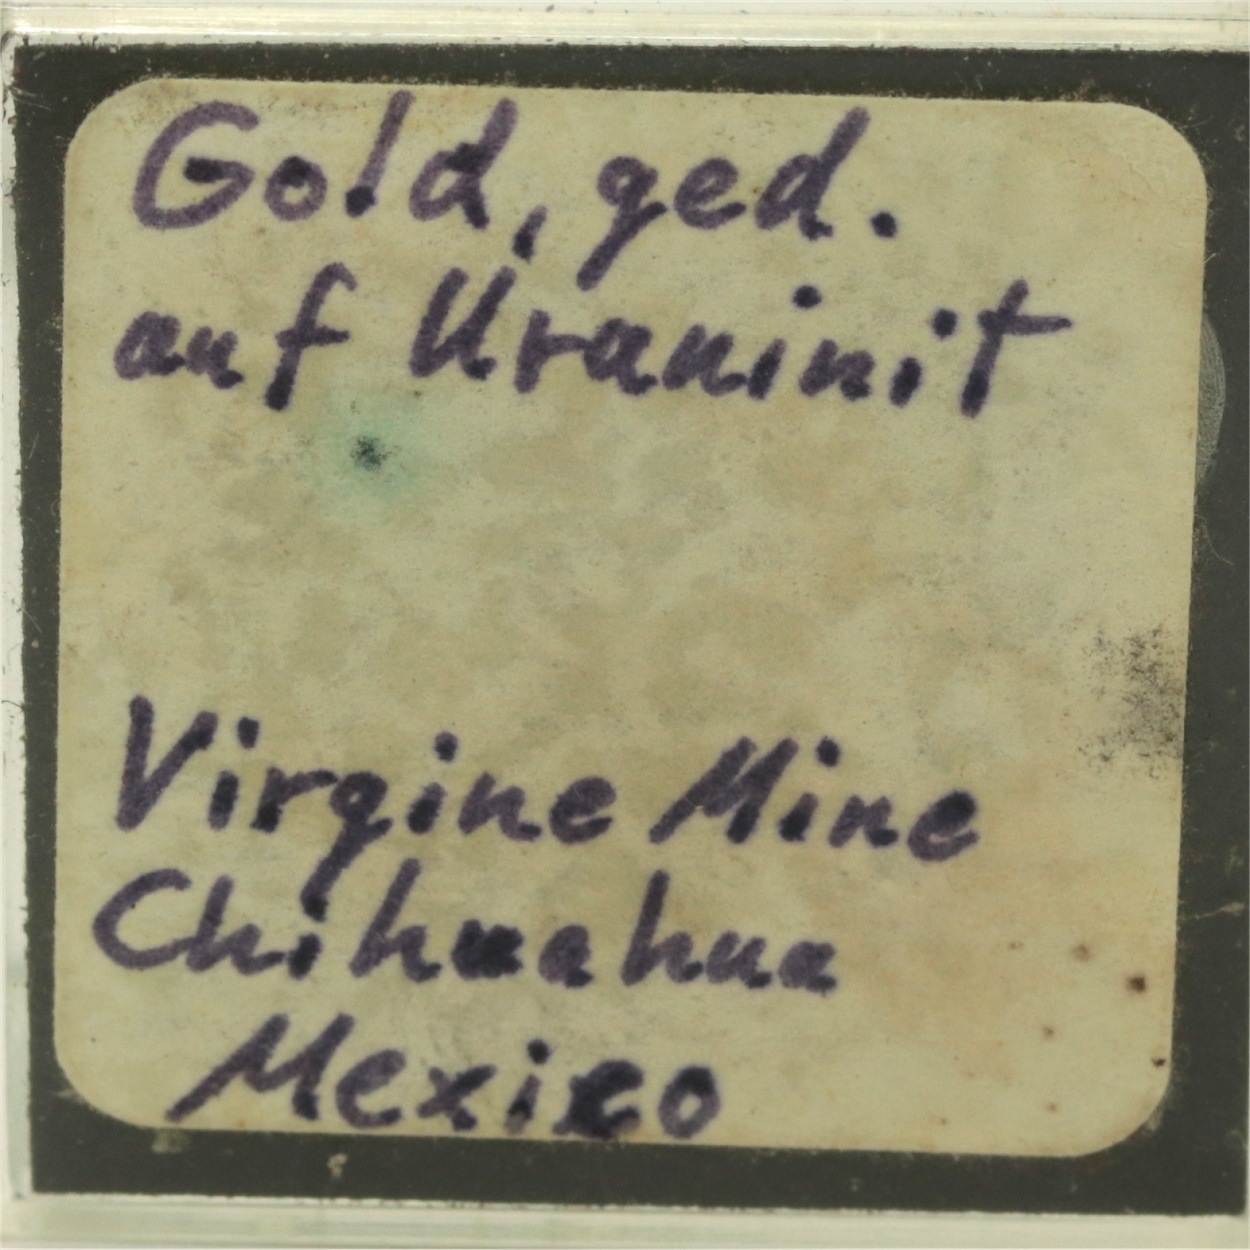 Gold, ged.
auf Uraninit
Virgine Mine
Chihuahua
Mexico